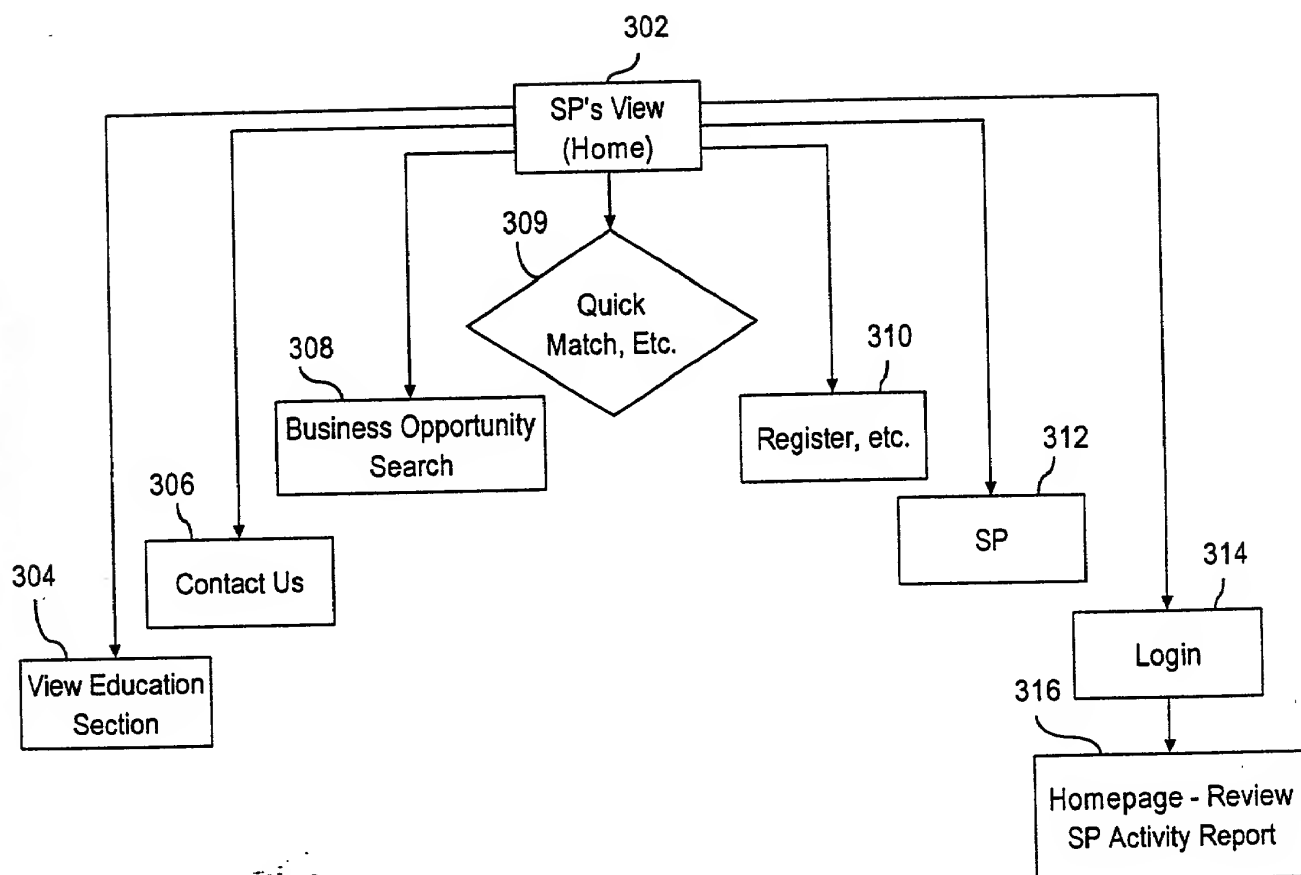 302
SP's View
(Home)
309
Quick
Match, Etc.
308
Business Opportunity
Search
310
Register, etc.
312
SP
306
Contact Us
304
View Education
Section
314
Login
316
Homepage - Review
SP Activity Report